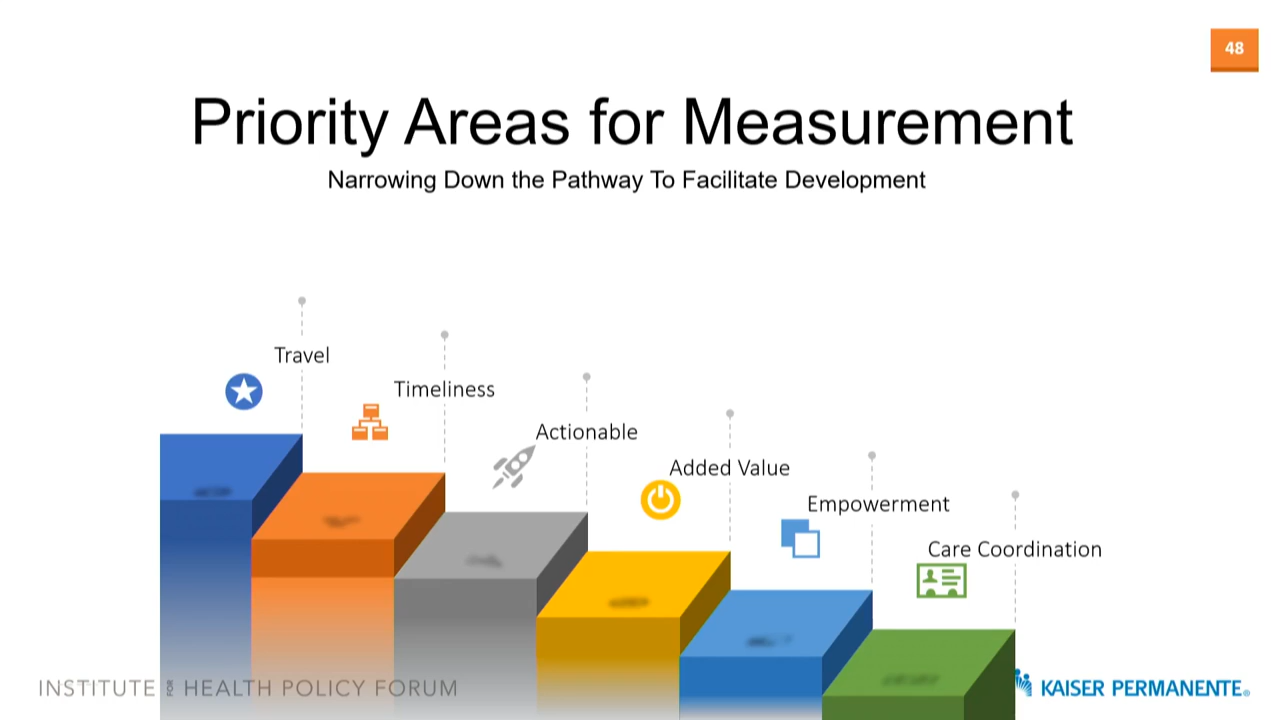 48
Priority Areas for Measurement
Narrowing Down the Pathway To Facilitate Development
Travel
Timeliness
Actionable
Added Value
Empowerment
Care Coordination
INSTITUTE FOR HEALTH POLICY FORUM
KAISER PERMANENTE®